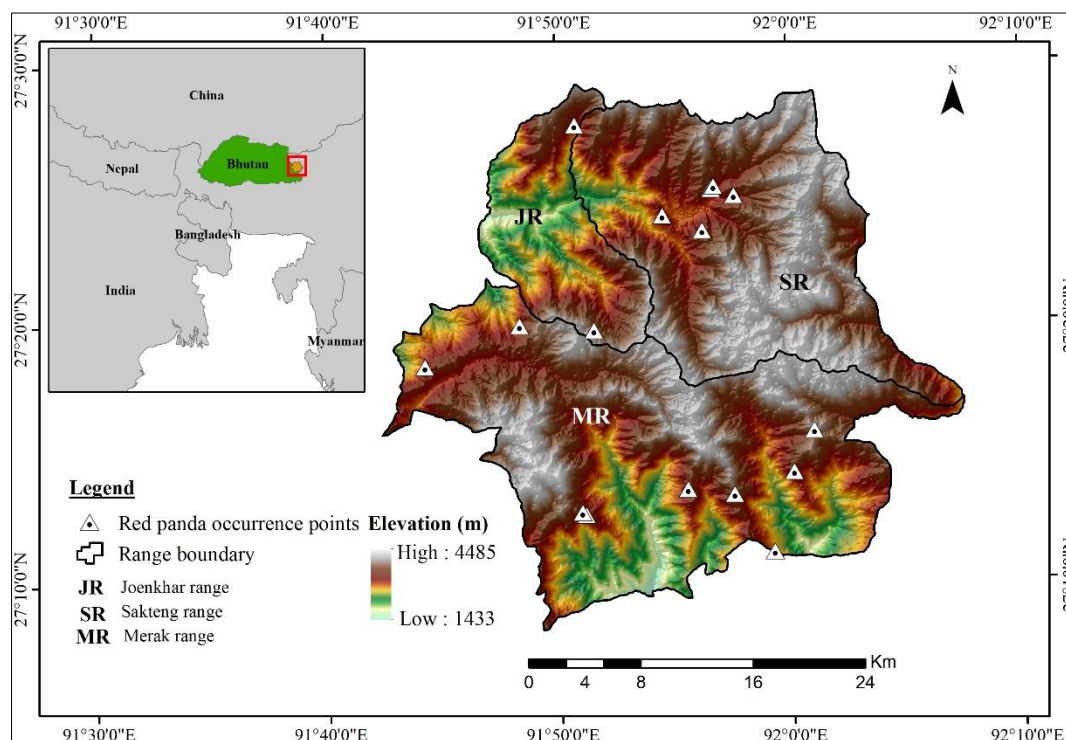 91°30'0"E 91°40'0"E 91°50'0"E 92°0'0"E 92°10'0"E
27°30'0"N
N
China
Nepal
Bhutan
Bangladesh
India
Myanmar
JR
SR
27°20'0"N
MR
Legend
Red panda occurrence points
Range boundary
JR Joenkhar range
SR Sakteng range
MR Merak range
Elevation (m)
High : 4485
Low : 1433
27°10'0"N
Km
0 4 8 16 24
91°30'0"E 91°40'0"E 91°50'0"E 92°0'0"E 92°10'0"E